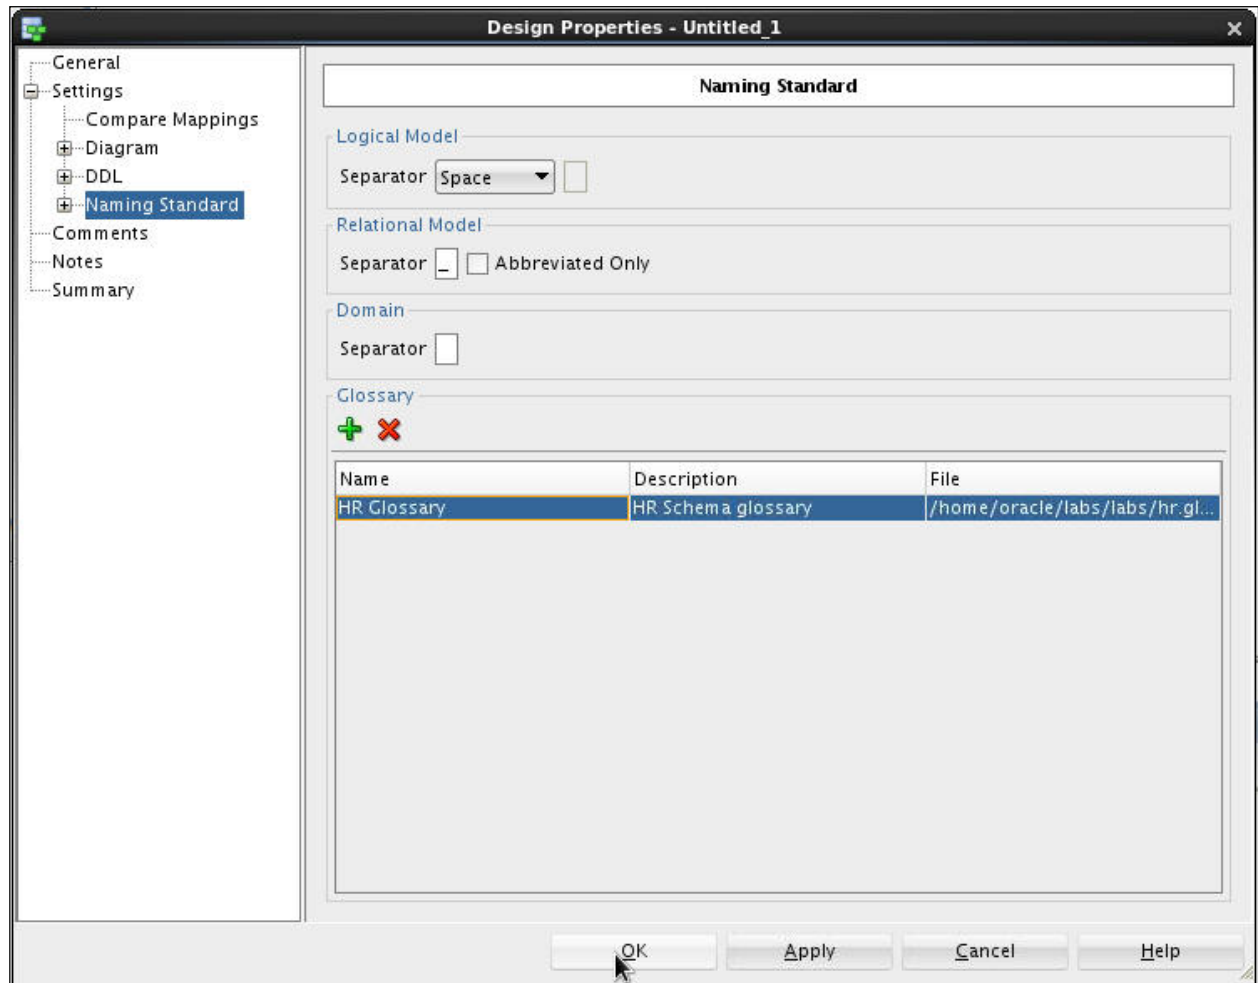 Design Properties - Untitled_1
General
Settings
Compare Mappings
Diagram
DDL
Naming Standard
Comments
Notes
Summary
Naming Standard
Logical Model
Separator Space
Relational Model
Separator _ Abbreviated Only
Domain
Separator
Glossary
Name Description File
HR Glossary HR Schema glossary /home/oracle/labs/labs/hr.gl...
OK Apply Cancel Help